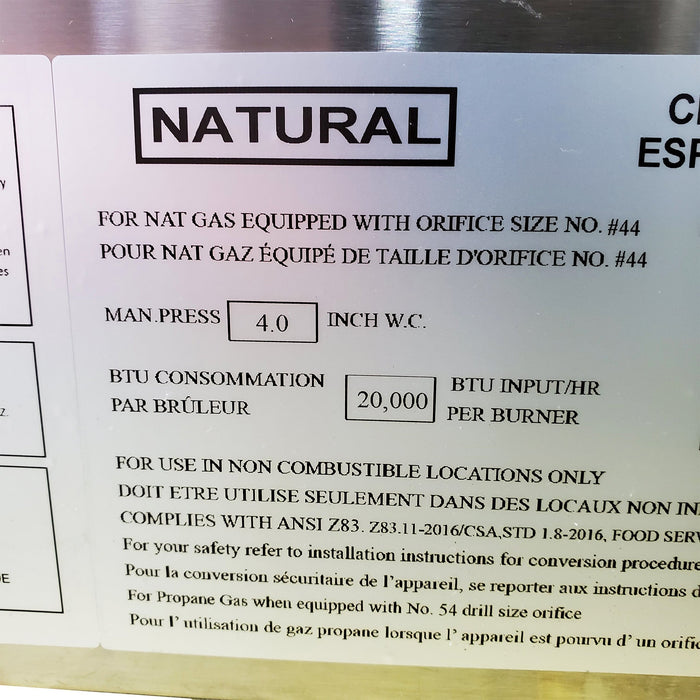 NATURAL
FOR NAT GAS EQUIPPED WITH ORIFICE SIZE NO. #44
POUR NAT GAZ ÉQUIPÉ DE TAILLE D'ORIFICE NO. #44
MAN.PRESS 4.0 INCH W.C.
BTU CONSOMMATION
PAR BRÛLEUR
20,000
BTU INPUT/HR
PER BURNER
FOR USE IN NON COMBUSTIBLE LOCATIONS ONLY
DOIT ETRE UTILISE SEULEMENT DANS DES LOCAUX NON
COMPLIES WITH ANSI Z83. Z83.11-2016/CSA,STD 1.8-2016, FOOD
For your safety refer to installation instructions for conversion procedure
Pour la conversion sécuritaire de l'appareil, se reporter aux instructions
For Propane Gas when equipped with No. 54 drill size orifice
Pour l' utilisation de gaz propane lorsque l' appareil est pourvu d' un